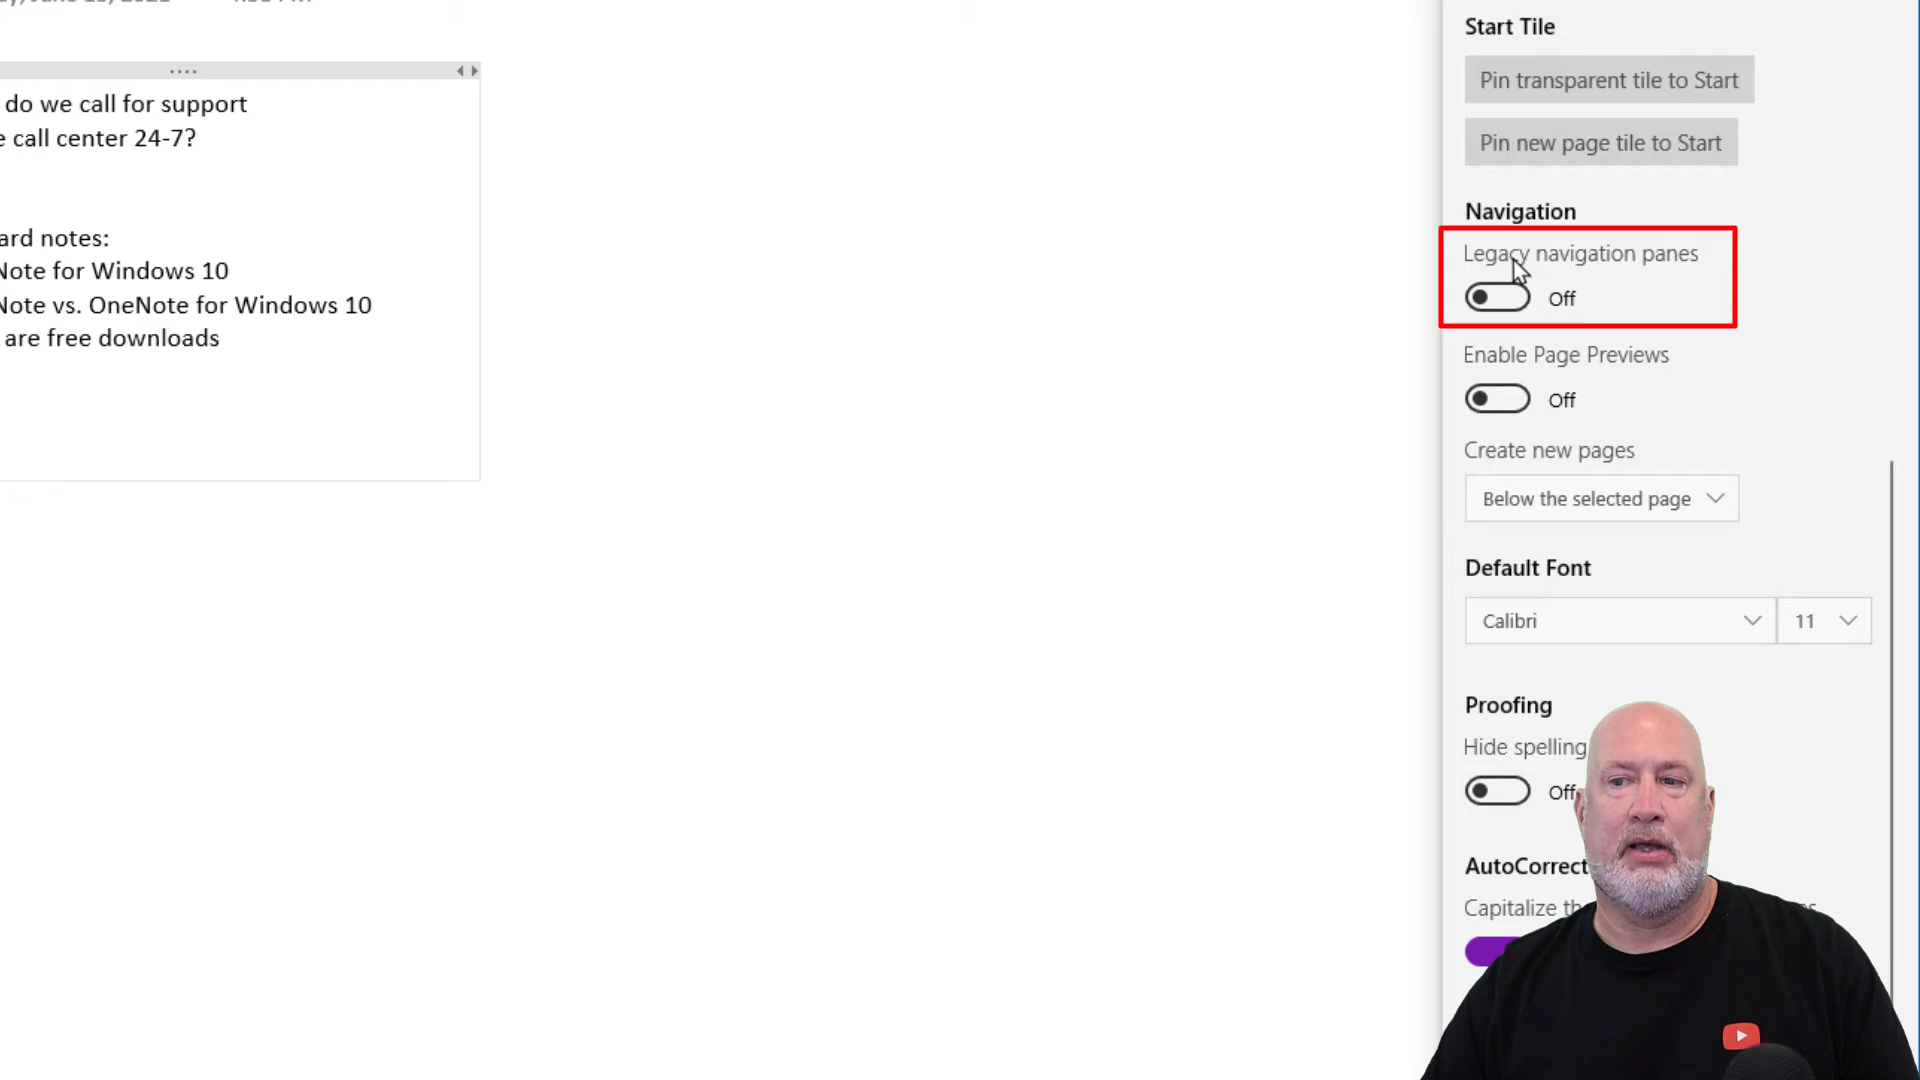 do we call for support
call center 24-7?
notes:
Note for Windows 10
Note vs. OneNote for Windows 10
are free downloads
Start Tile
Pin transparent tile to Start
Pin new page tile to Start
Navigation
Legacy navigation panes
Off
Enable Page Previews
Off
Create new pages
Below the selected page
Default Font
Calibri
11
Proofing
Hide spelling
Off
AutoCorrect
Capitalize